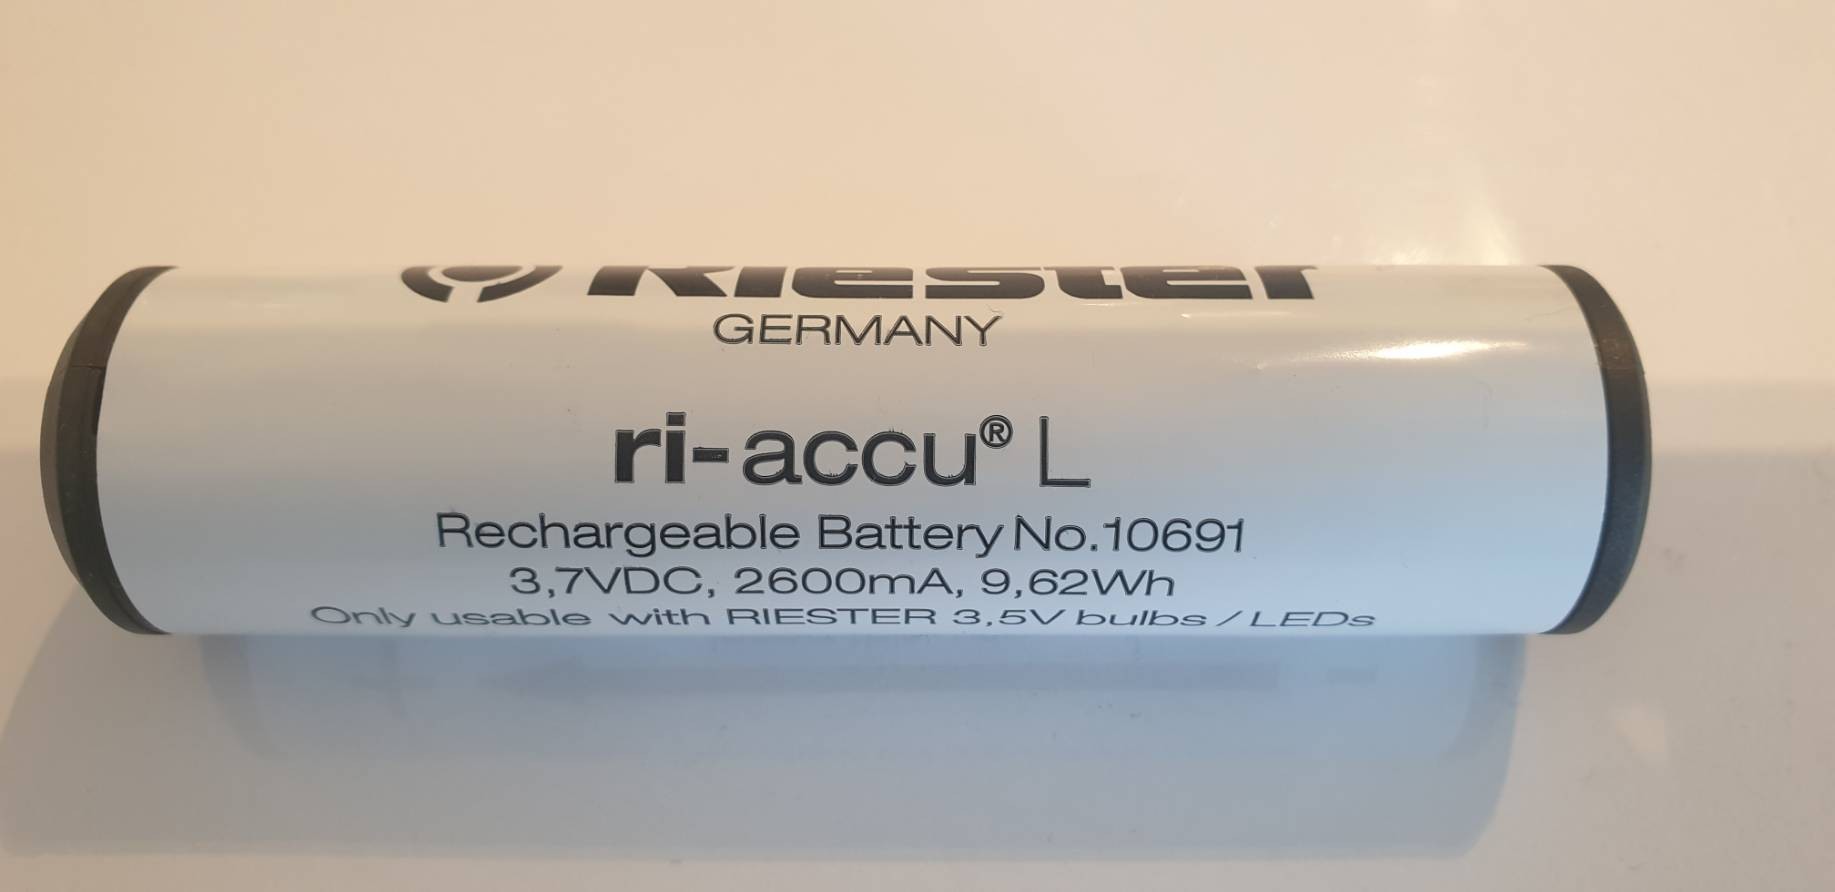 Riester
GERMANY
ri-accu® L
Rechargeable Battery No.10691
3,7VDC, 2600mA, 9,62Wh
Only usable with RIESTER 3,5V bulbs / LEDs